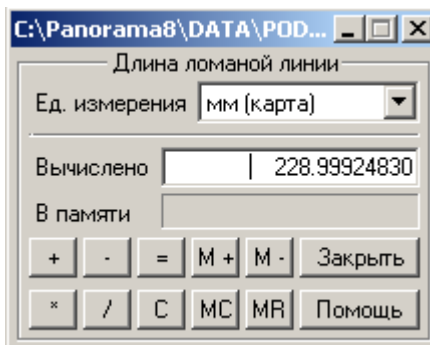 C:\Panorama8\DATA\POD...
Длина ломаной линии
Ед. измерения мм (карта)
Вычислено 228.99924830
В памяти
+ - = M + M - Закрыть
* / C MC MR Помощь